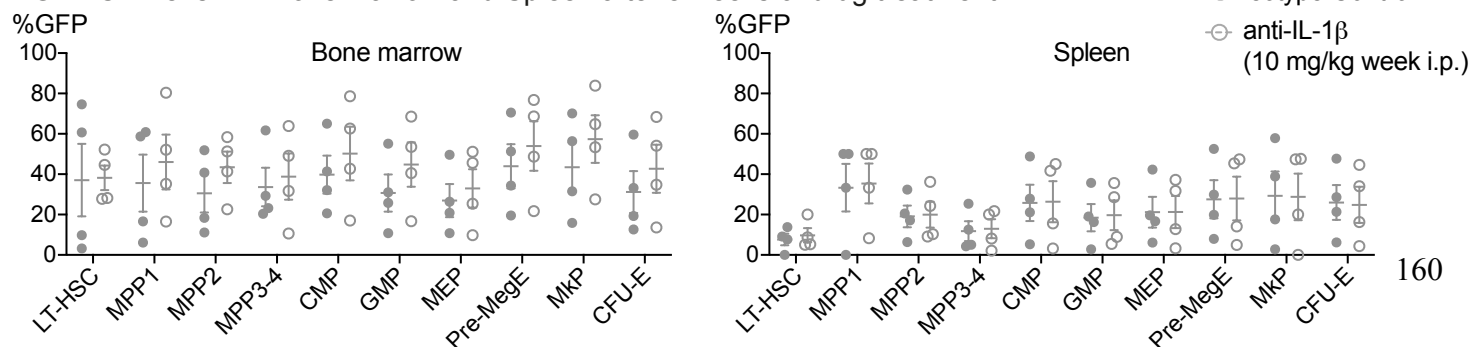 %GFP
Bone marrow
100
80
60
40
20
0
LT-HSC
MPP1
MPP2
MPP3-4
CMP
GMP
MEP
Pre-MegE
MkP
CFU-E
%GFP
Spleen
anti-IL-1β
(10 mg/kg week i.p.)
100
80
60
40
20
0
LT-HSC
MPP1
MPP2
MPP3-4
CMP
GMP
MEP
Pre-MegE
MkP
CFU-E
160